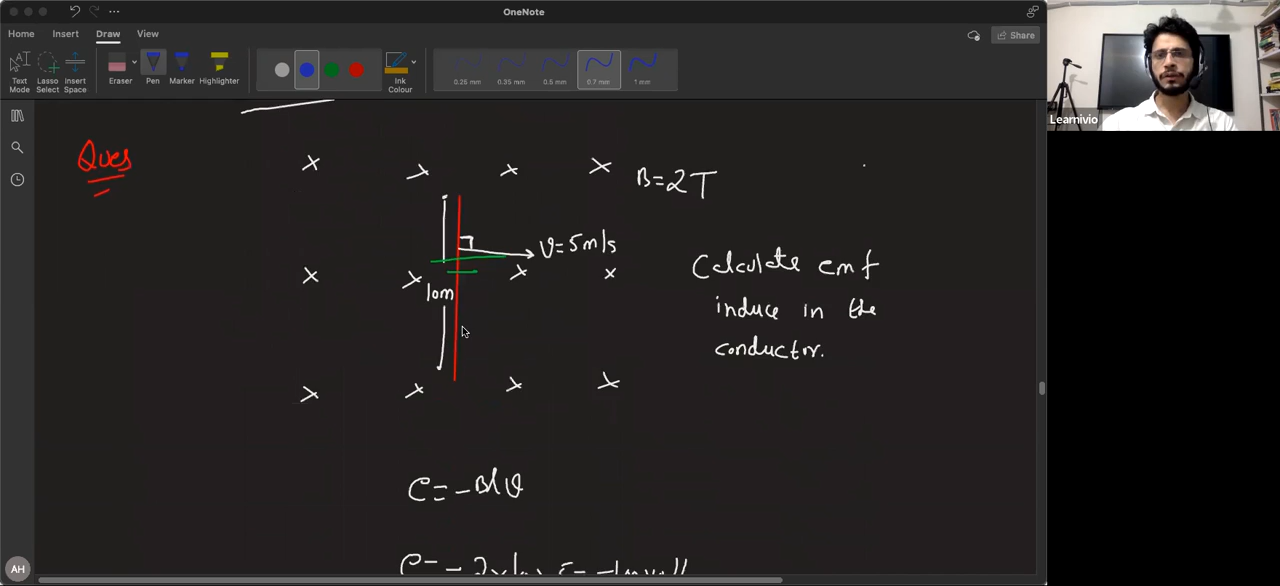 OneNote
Home Insert Draw View
Share
Text Mode
Lasso Select
Insert Space
Eraser
Pen
Marker
Highlighter
Ink Colour
0.25 mm
0.35 mm
0.5 mm
0.7 mm
1 mm
Learnivio
Ques
B=2T
v=5m/s
10m
Calculate emf
induce in the
conductor.
e=-Blv
AH